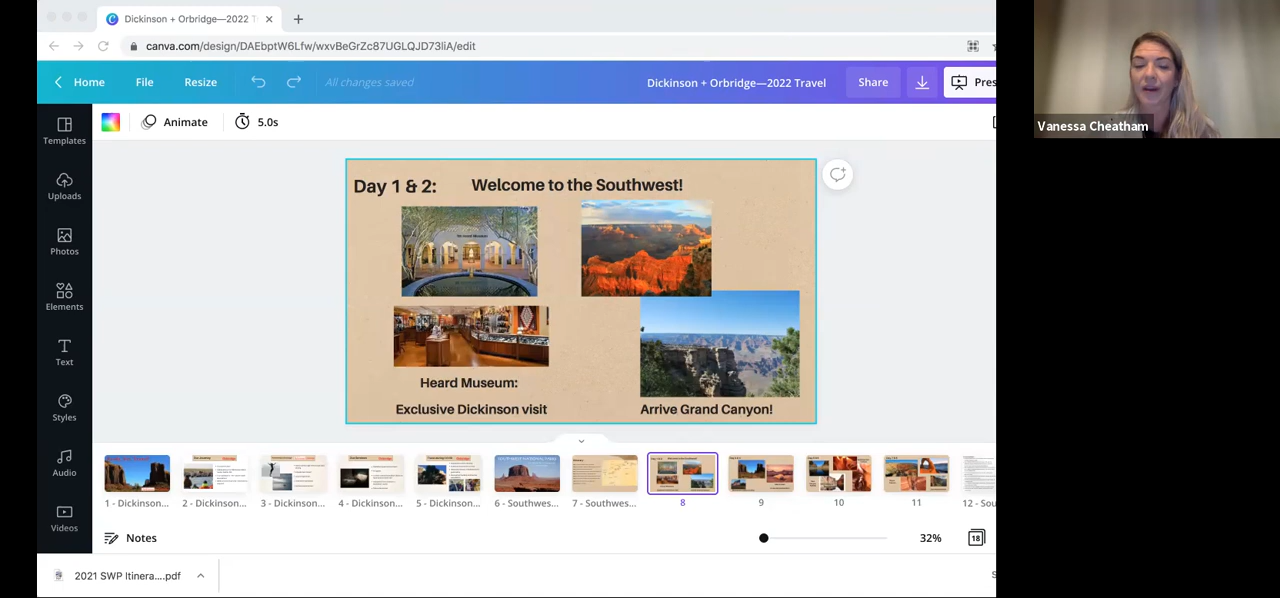 Dickinson + Orbridge—2022 T
canva.com/design/DAEbptW6Lfw/wxvBeGrZc87UGLQJD73liA/edit
Home File Resize All changes saved Dickinson + Orbridge—2022 Travel Share Pres
Vanessa Cheatham
Animate 5.0s
Templates
Uploads
Photos
Elements
Text
Styles
Audio
Videos
Day 1 & 2: Welcome to the Southwest!
Heard Museum:
Exclusive Dickinson visit
Arrive Grand Canyon!
1 - Dickinson... 2 - Dickinson... 3 - Dickinson... 4 - Dickinson... 5 - Dickinson... 6 - Southwes... 7 - Southwes... 8 9 10 11 12 - Sou
Notes 32% 18
2021 SWP Itinera....pdf S